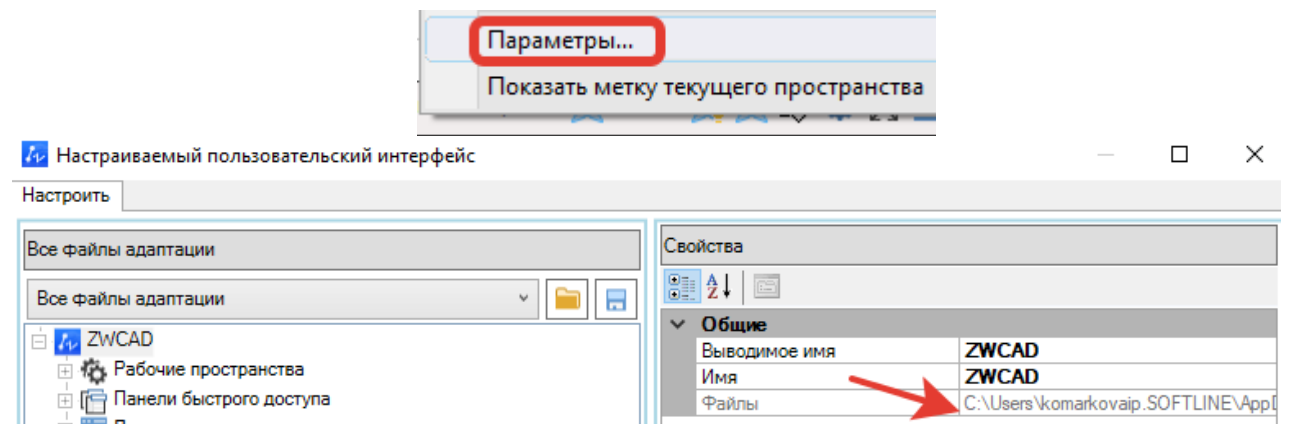 Параметры...
Показать метку текущего пространства
Настраиваемый пользовательский интерфейс
Настроить
Все файлы адаптации
Все файлы адаптации
ZWCAD
Рабочие пространства
Панели быстрого доступа
Свойства
Общие
Выводимое имя ZWCAD
Имя ZWCAD
Файлы C:\Users\komarkovaip.SOFTLINE\AppD